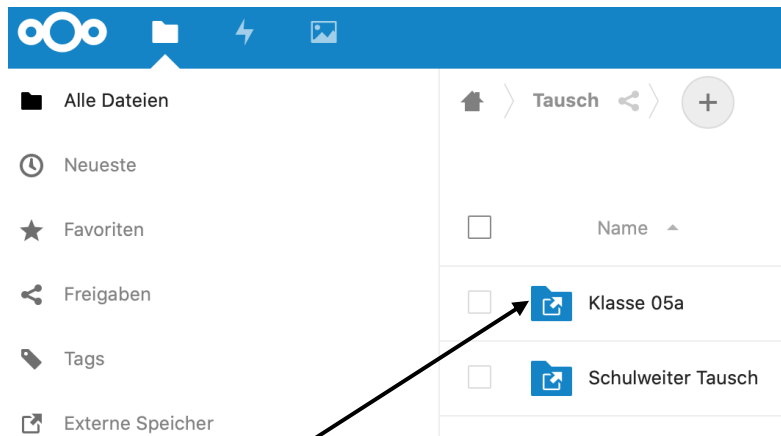 Alle Dateien
Neueste
Favoriten
Freigaben
Tags
Externe Speicher
Tausch
Name
Klasse 05a
Schulweiter Tausch